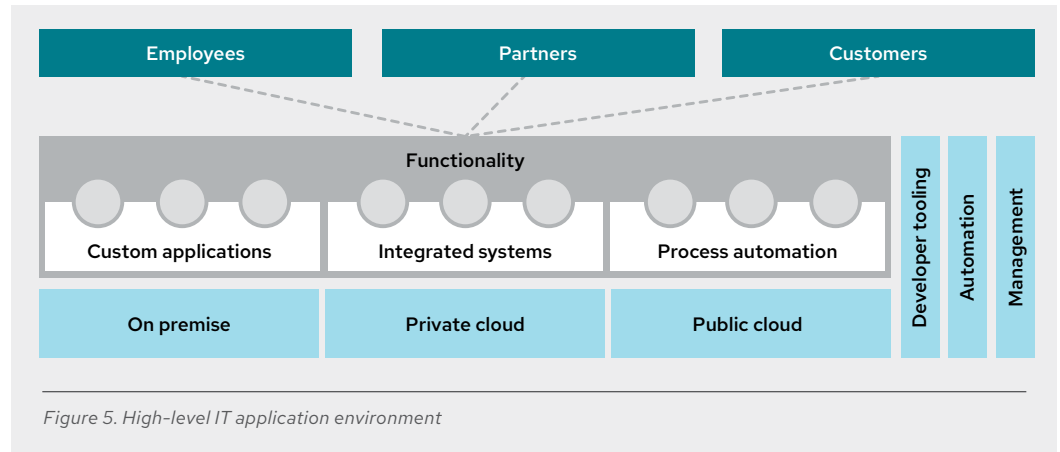 Employees
Partners
Customers
Functionality
Custom applications
Integrated systems
Process automation
On premise
Private cloud
Public cloud
Developer tooling
Automation
Management
Figure 5. High-level IT application environment